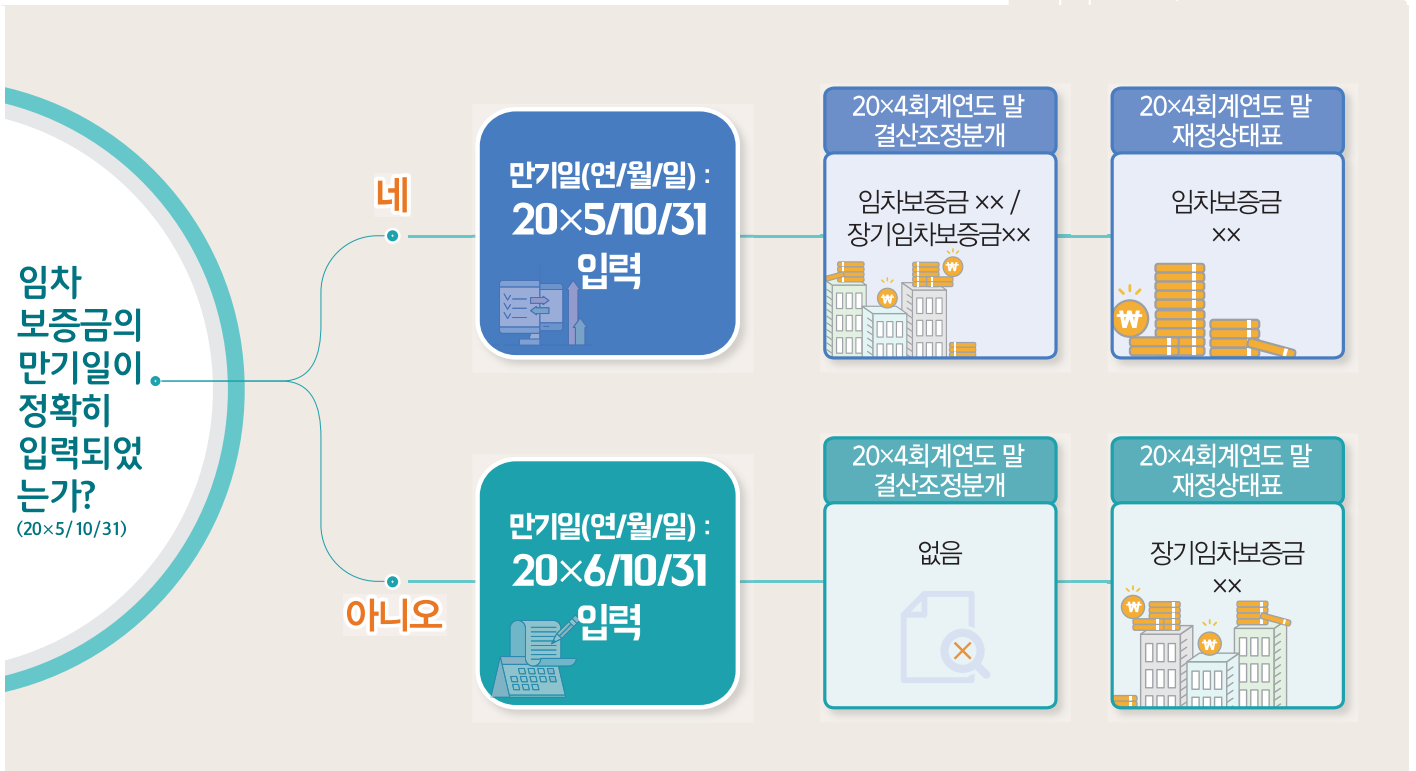 임차
보증금의
만기일이
정확히
입력되었
는가?
(20×5/10/31)
네
만기일(연/월/일) :
20×5/10/31
입력
20×4회계연도 말
결산조정분개
임차보증금 ×× /
장기임차보증금××
20×4회계연도 말
재정상태표
임차보증금
××
아니오
만기일(연/월/일) :
20×6/10/31
입력
20×4회계연도 말
결산조정분개
없음
20×4회계연도 말
재정상태표
장기임차보증금
××